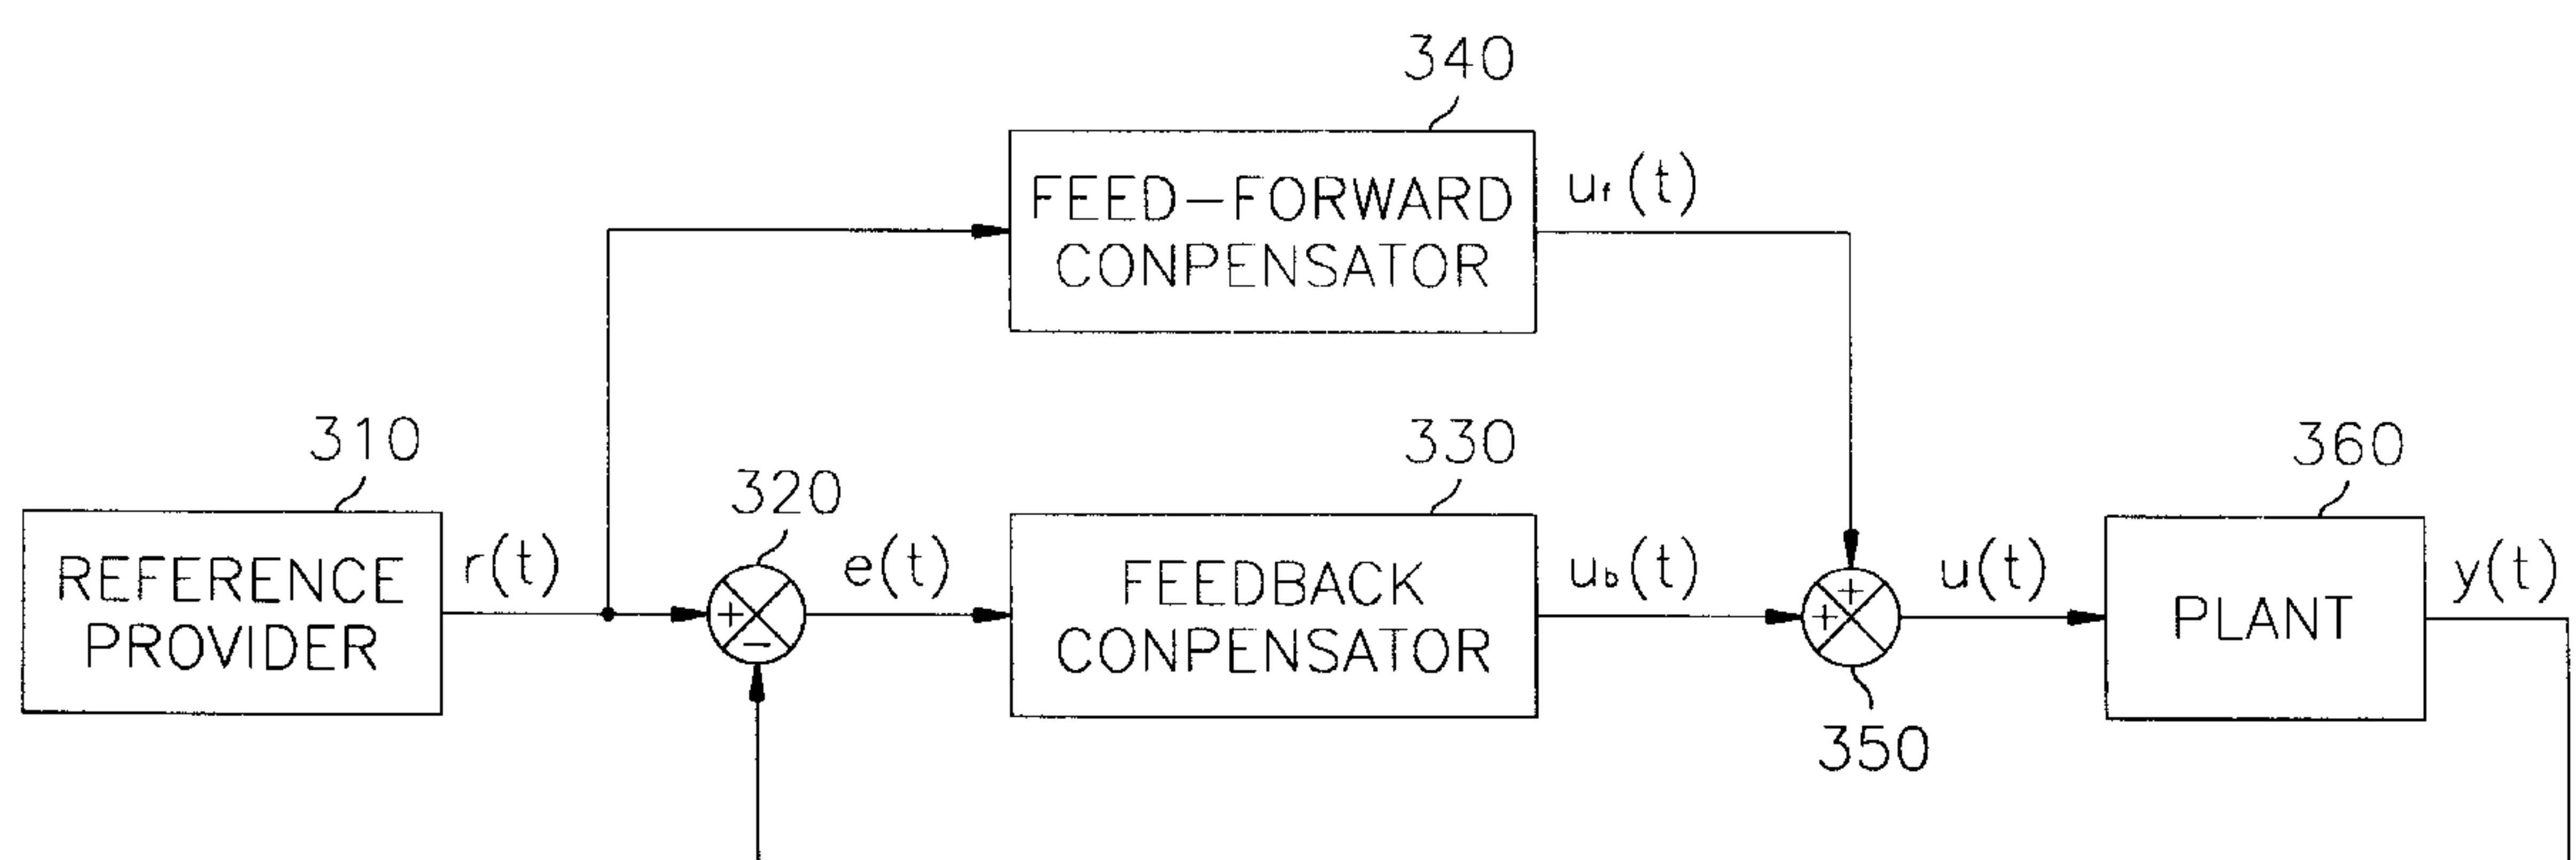 340
FEED-FORWARD
CONPENSATOR
uf(t)
310
REFERENCE
PROVIDER
r(t)
320
+
−
e(t)
330
FEEDBACK
CONPENSATOR
ub(t)
+
+
350
u(t)
360
PLANT
y(t)